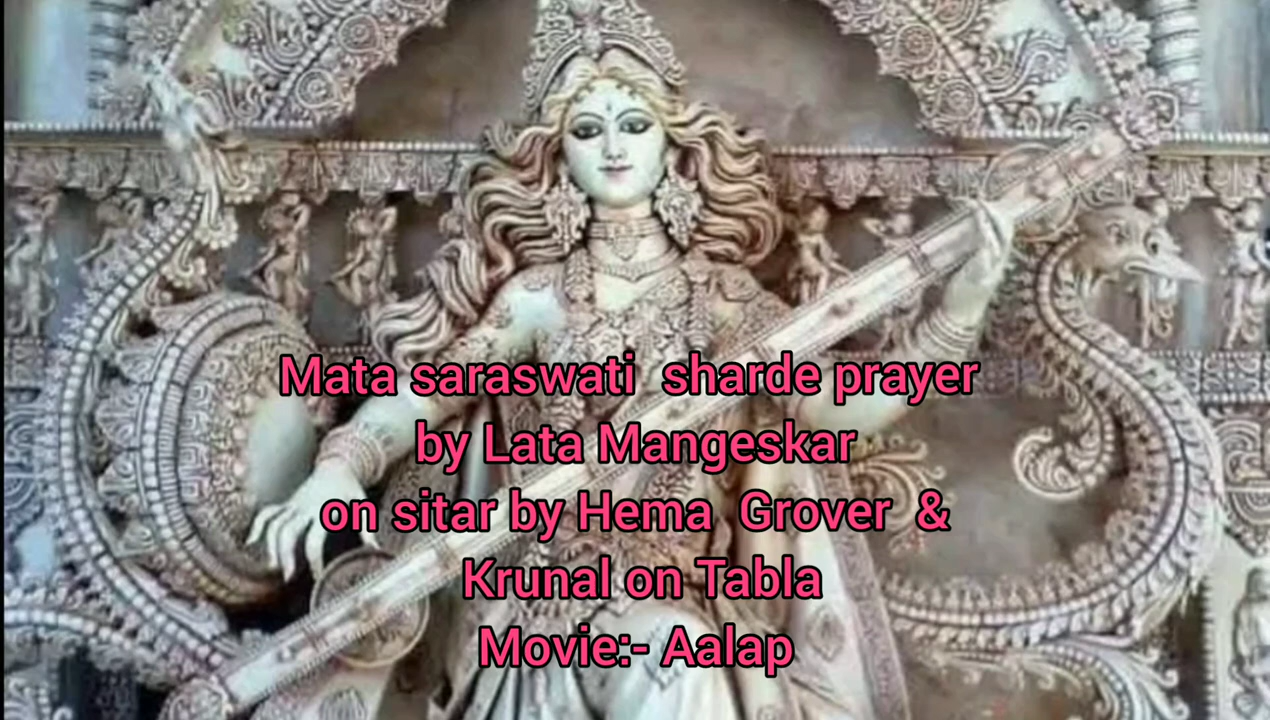 Mata saraswati sharde prayer
by Lata Mangeskar
on sitar by Hema Grover &
Krunal on Tabla
Movie:- Aalap